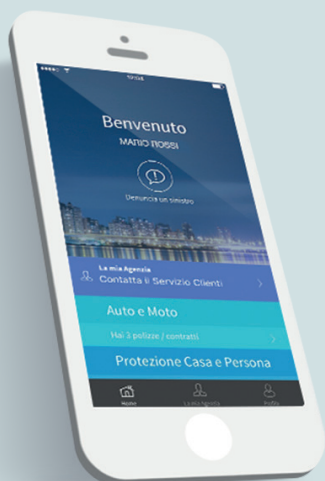 Benvenuto
MARIO ROSSI
Denuncia un sinistro
La mia Agenzia
Contatta il Servizio Clienti
Auto e Moto
Hai 3 polizze / contratti
Protezione Casa e Persona
Home
La mia Agenzia
Profilo